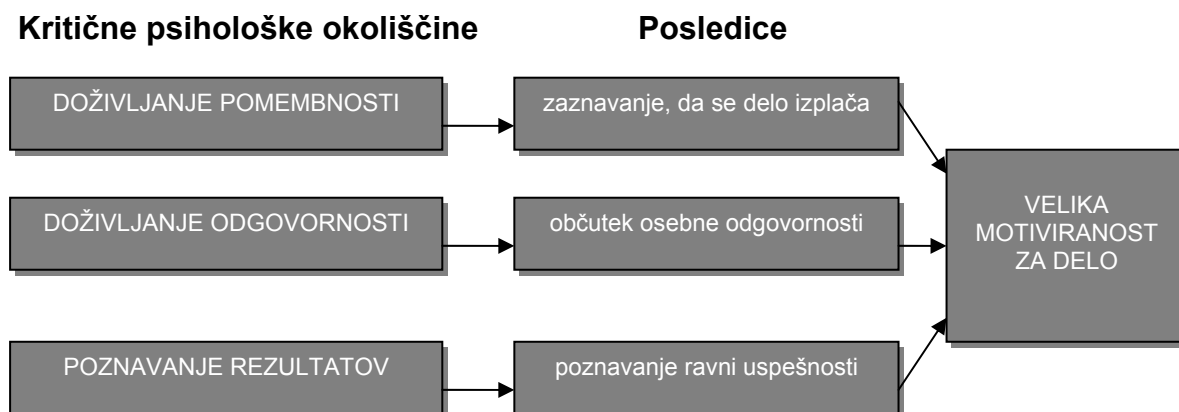 Kritične psihološke okoliščine
Posledice
DOŽIVLJANJE POMEMBNOSTI
zaznavanje, da se delo izplača
DOŽIVLJANJE ODGOVORNOSTI
občutek osebne odgovornosti
VELIKA
MOTIVIRANOST
ZA DELO
POZNAVANJE REZULTATOV
poznavanje ravni uspešnosti